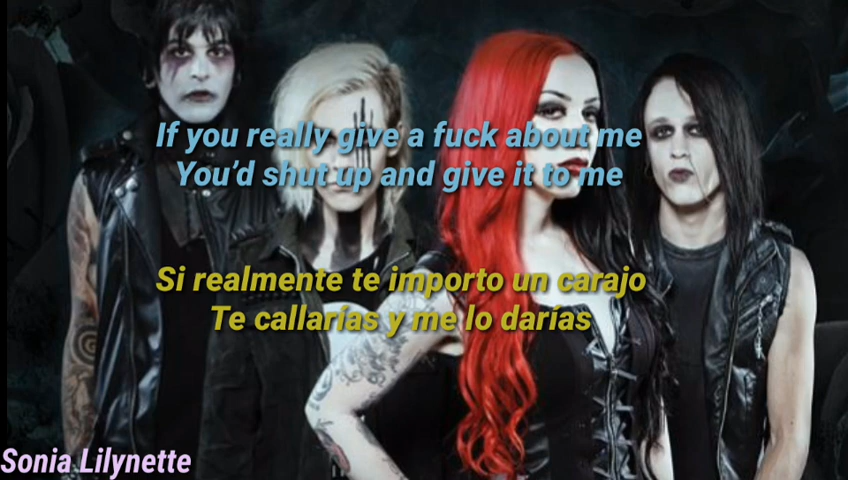 If you really give a fuck about me
You'd shut up and give it to me
Si realmente te importo un carajo
Te callarías y me lo darías
Sonia Lilynette